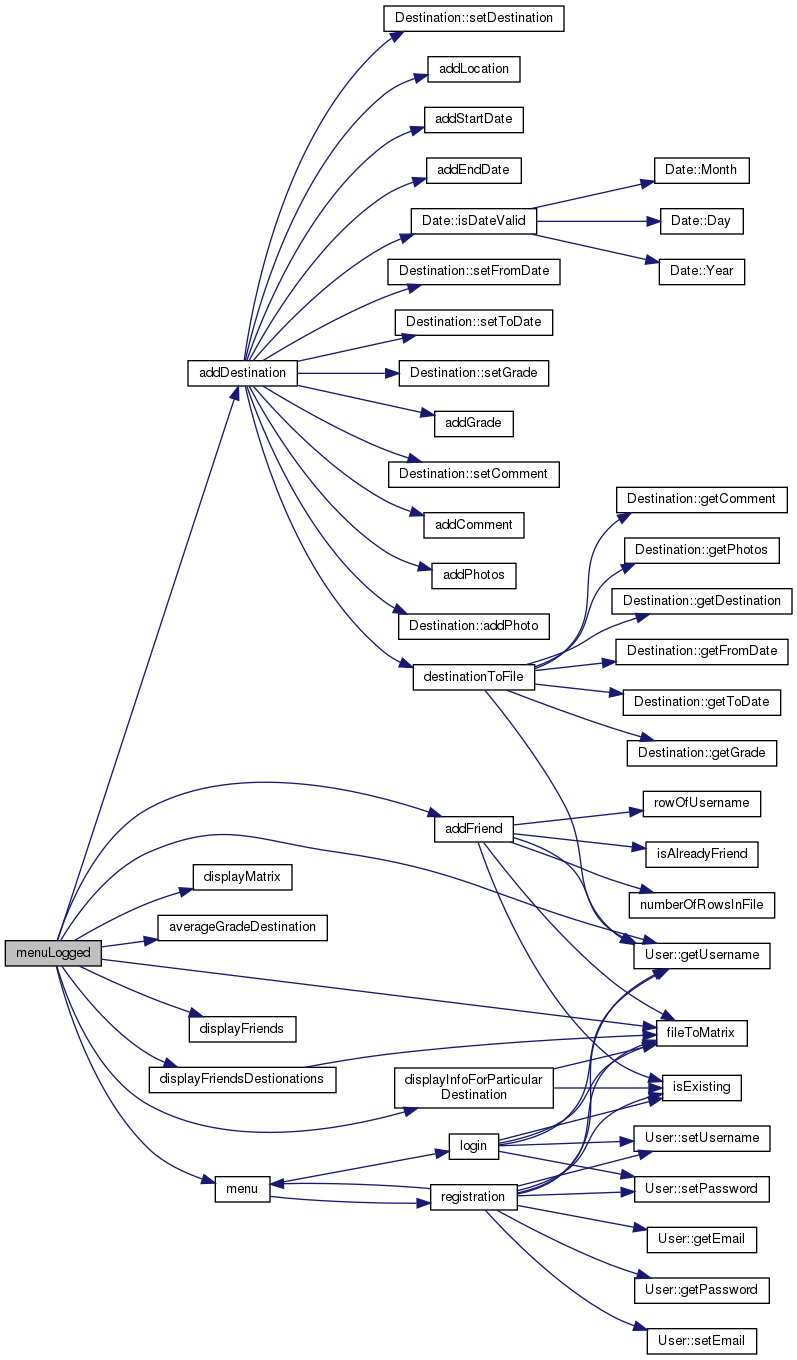 Destination::setDestination
addLocation
addStartDate
addEndDate
Date::Month
Date::isDateValid
Date::Day
Destination::setFromDate
Date::Year
Destination::setToDate
addDestination
Destination::setGrade
addGrade
Destination::setComment
Destination::getComment
addComment
Destination::getPhotos
addPhotos
Destination::getDestination
Destination::addPhoto
Destination::getFromDate
destinationToFile
Destination::getToDate
Destination::getGrade
rowOfUsername
addFriend
isAlreadyFriend
displayMatrix
numberOfRowsInFile
averageGradeDestination
menuLogged
User::getUsername
displayFriends
fileToMatrix
displayFriendsDestionations
displayInfoForParticular
Destination
isExisting
login
User::setUsername
menu
registration
User::setPassword
User::getEmail
User::getPassword
User::setEmail